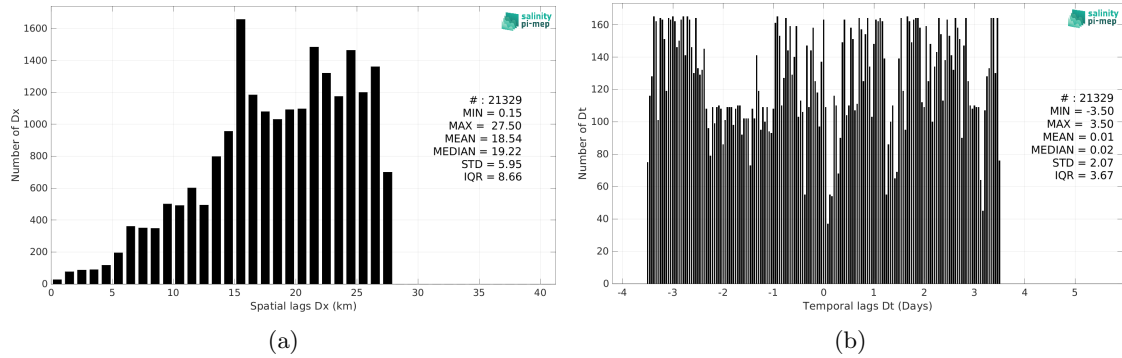 salinity
pi-mep
1600
1400
1200
1000
800
600
400
200
0
Number of Dx
# : 21329
MIN = 0.15
MAX = 27.50
MEAN = 18.54
MEDIAN = 19.22
STD = 5.95
IQR = 8.66
0 5 10 15 20 25 30 35 40
Spatial lags Dx (km)
(a)
salinity
pi-mep
160
140
120
100
80
60
40
20
0
Number of Dt
# : 21329
MIN = -3.50
MAX = 3.50
MEAN = 0.01
MEDIAN = 0.02
STD = 2.07
IQR = 3.67
-4 -3 -2 -1 0 1 2 3 4 5
Temporal lags Dt (Days)
(b)